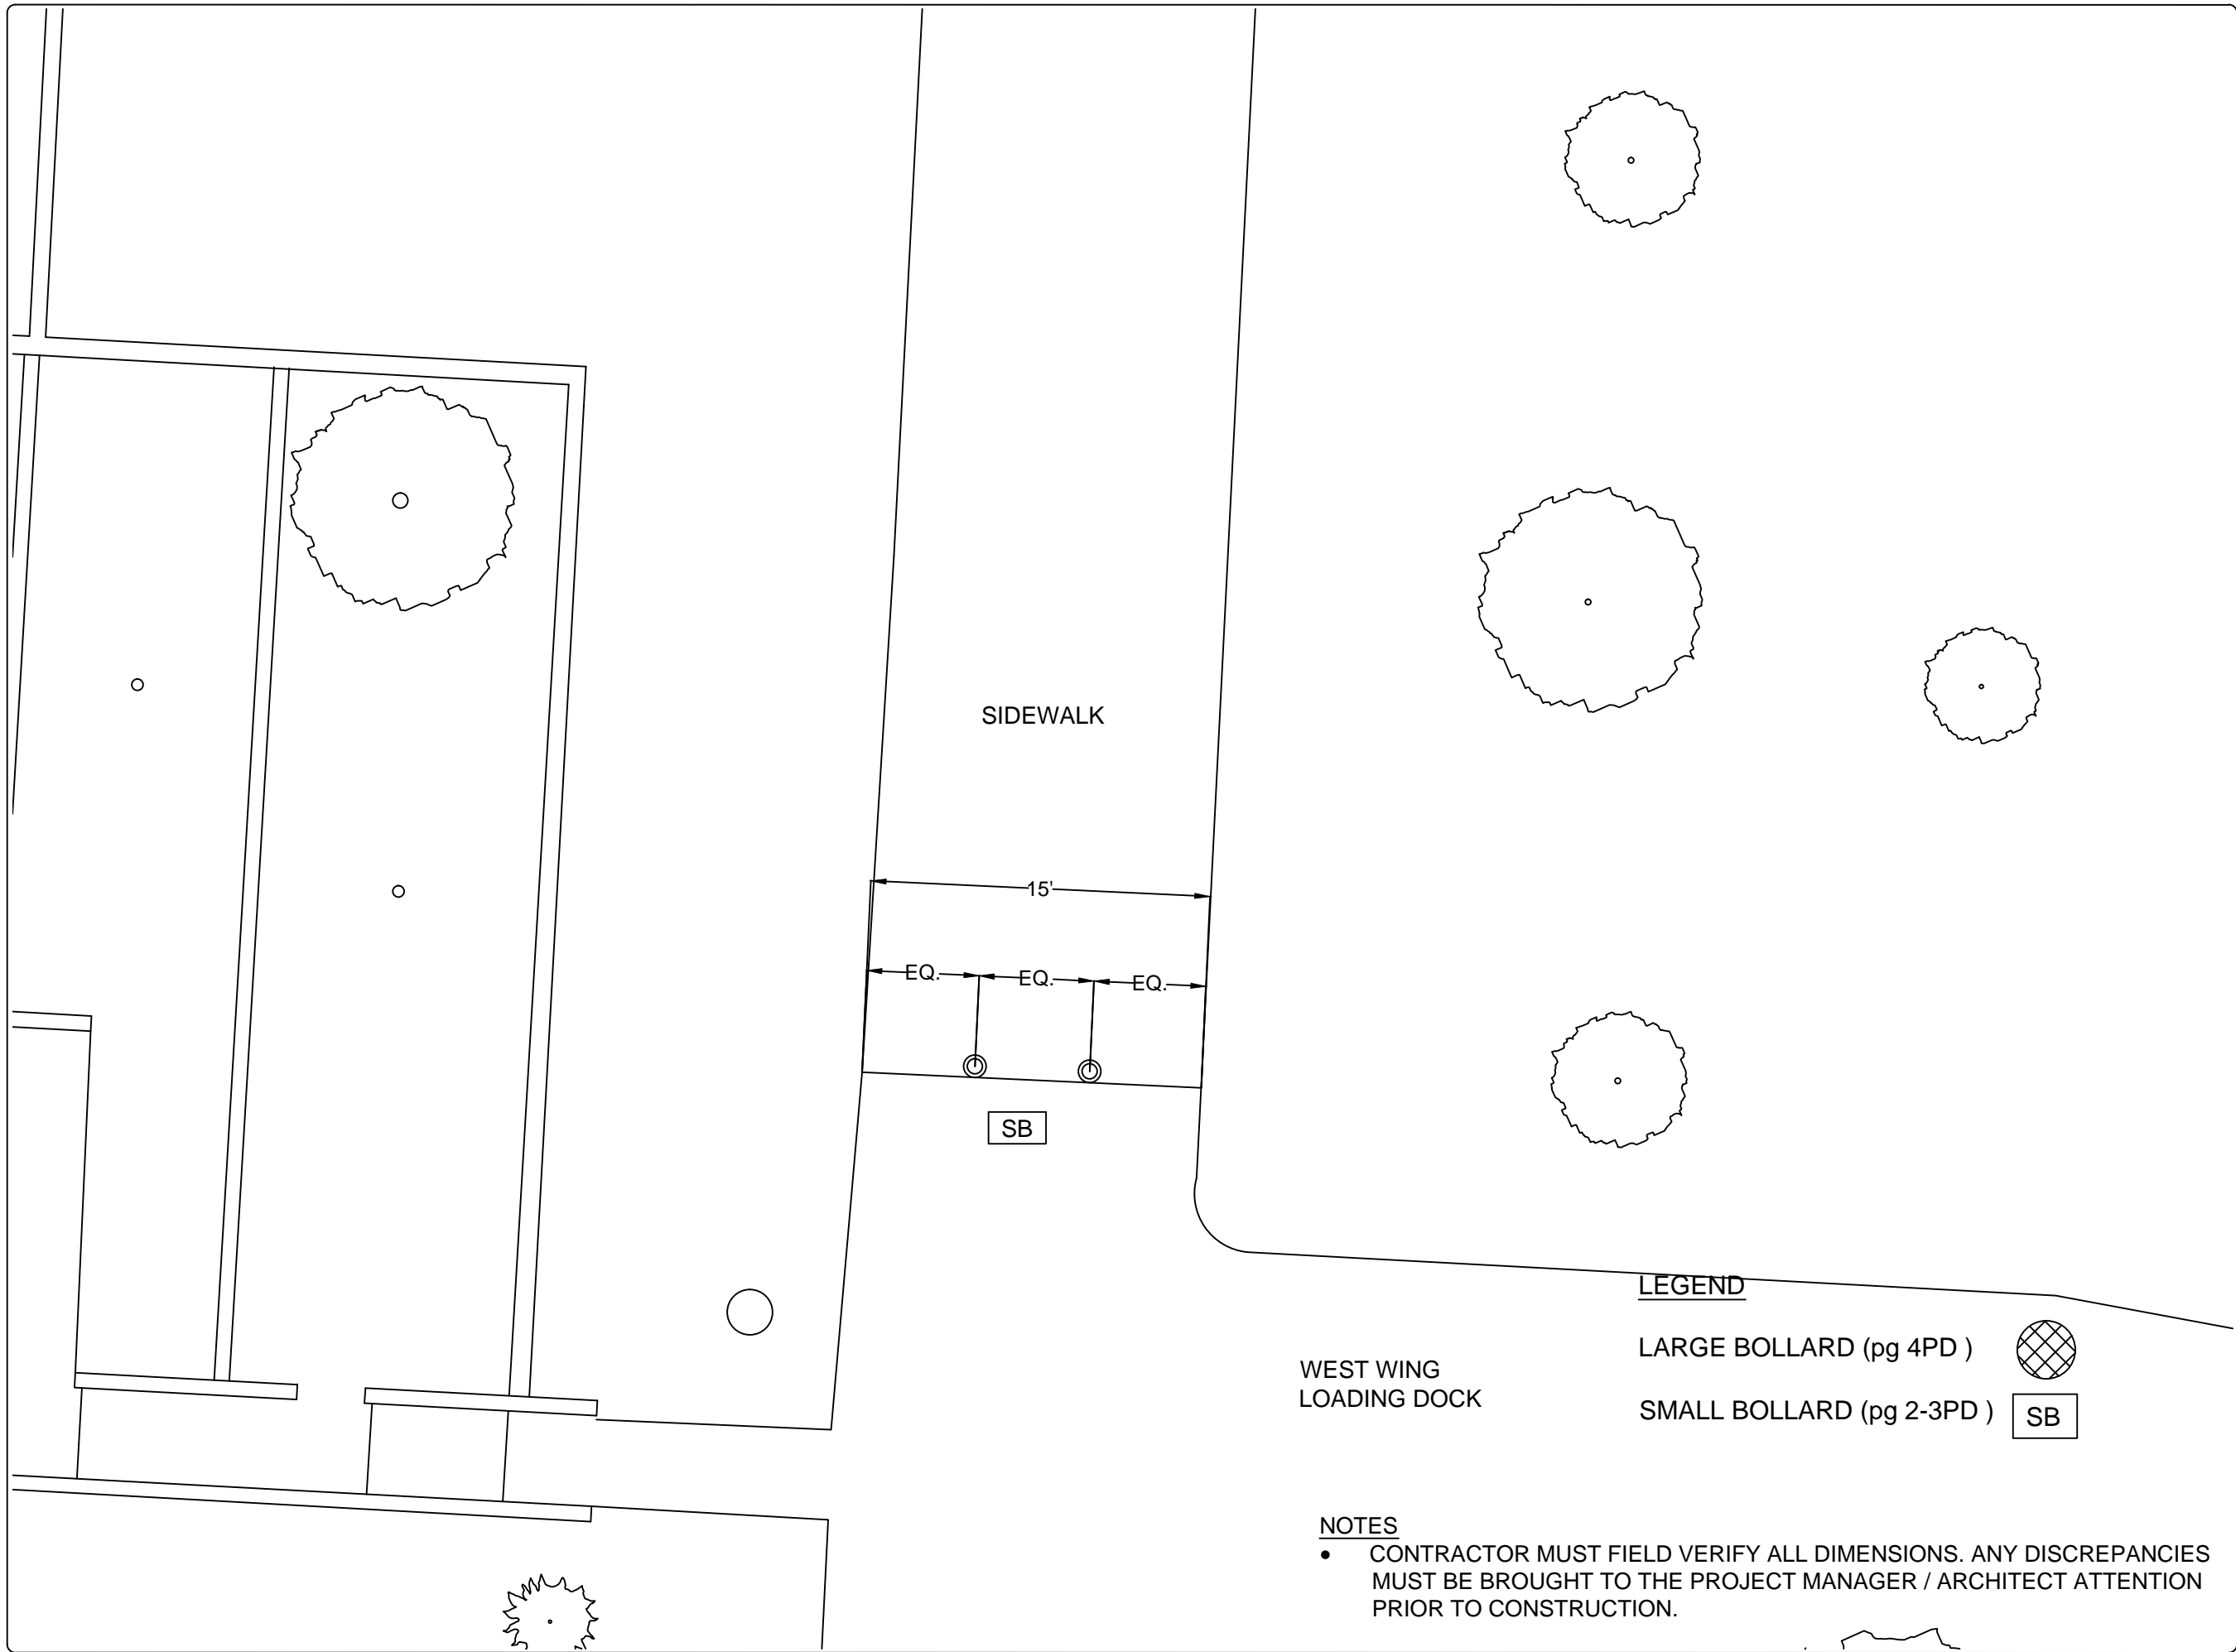 SIDEWALK
15'
EQ. EQ. EQ.
SB
LEGEND
LARGE BOLLARD (pg 4PD )
SMALL BOLLARD (pg 2-3PD ) SB
WEST WING
LOADING DOCK
NOTES
• CONTRACTOR MUST FIELD VERIFY ALL DIMENSIONS. ANY DISCREPANCIES
MUST BE BROUGHT TO THE PROJECT MANAGER / ARCHITECT ATTENTION
PRIOR TO CONSTRUCTION.